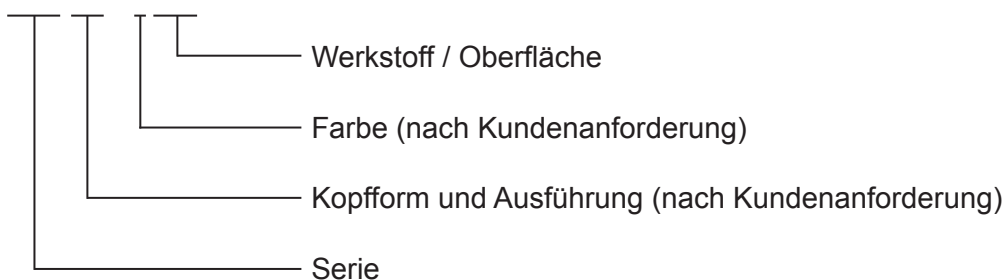 Werkstoff / Oberfläche
Farbe (nach Kundenanforderung)
Kopfform und Ausführung (nach Kundenanforderung)
Serie